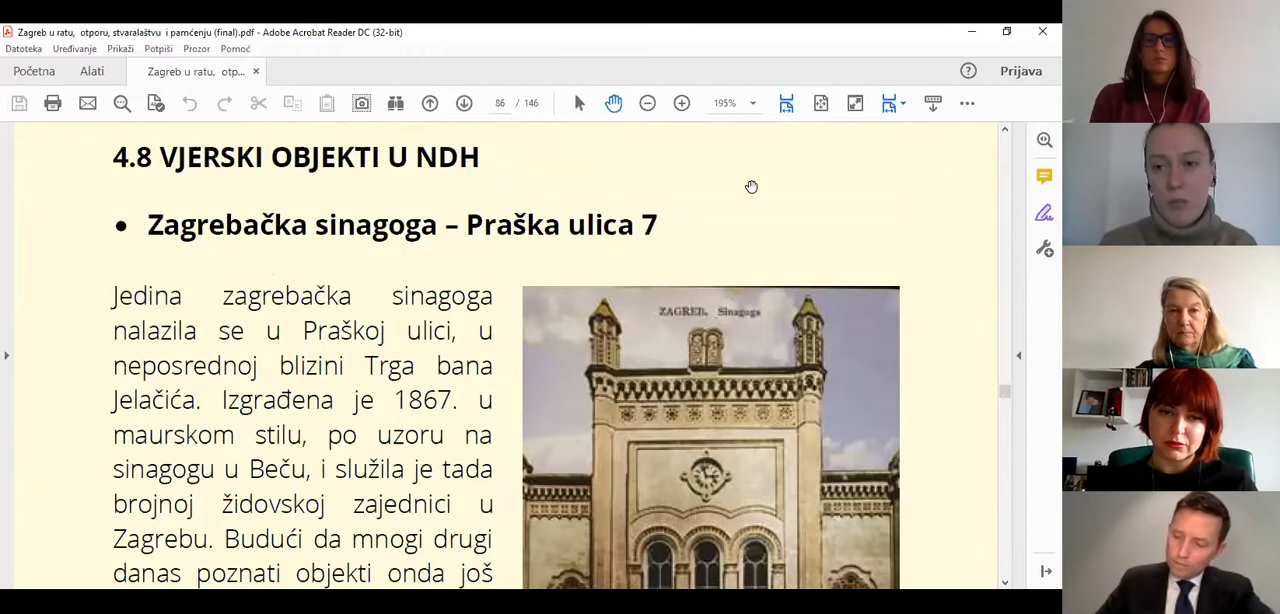 Zagreb u ratu, otporu, stvaralaštvu i pamćenju (final).pdf - Adobe Acrobat Reader DC (32-bit)
Datoteka Uređivanje Prikaži Potpiši Prozor Pomoć
Početna Alati Zagreb u ratu, otp... Prijava
86 / 146 195%
4.8 VJERSKI OBJEKTI U NDH
• Zagrebačka sinagoga – Praška ulica 7
Jedina zagrebačka sinagoga
nalazila se u Praškoj ulici, u
neposrednoj blizini Trga bana
Jelačića. Izgrađena je 1867. u
maurskom stilu, po uzoru na
sinagogu u Beču, i služila je tada
brojnoj židovskoj zajednici u
Zagrebu. Budući da mnogi drugi
danas poznati objekti onda još
ZAGREB. Sinagoga